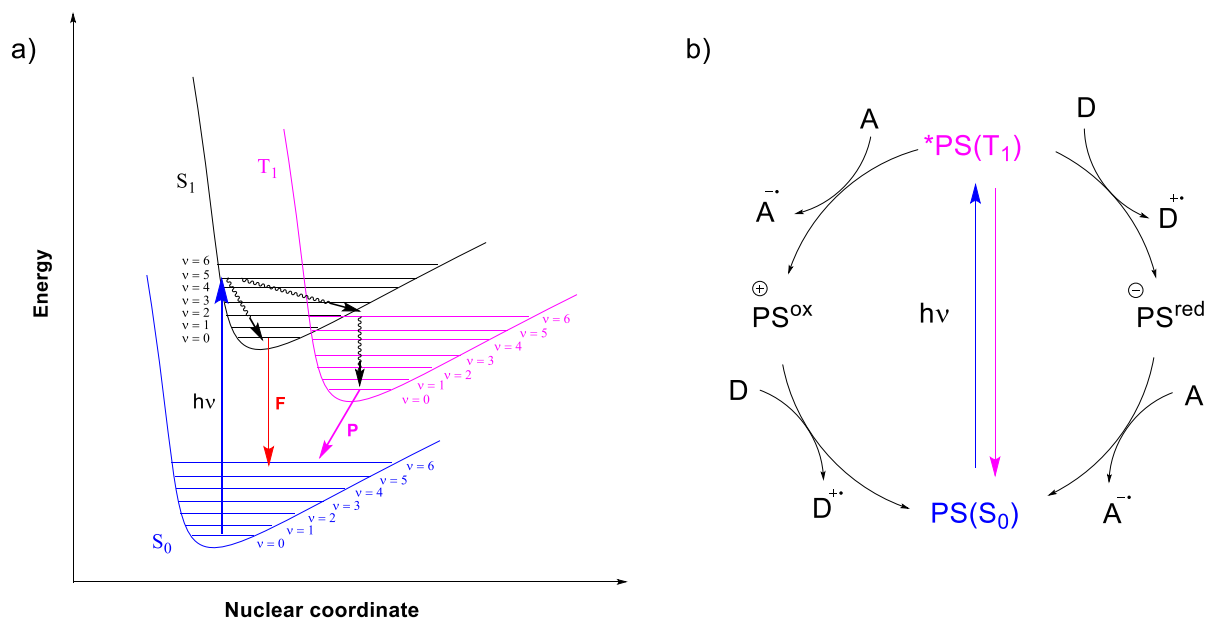 a)
Energy
S₁
T₁
ν = 6
ν = 5
ν = 4
ν = 3
ν = 2
ν = 1
ν = 0
ν = 6
ν = 5
ν = 4
ν = 3
ν = 2
ν = 1
ν = 0
hν
F
P
ν = 6
ν = 5
ν = 4
ν = 3
ν = 2
ν = 1
ν = 0
S₀
Nuclear coordinate
b)
A
*PS(T₁)
D
A⁻•
D⁺•
⊕
PSᵒˣ
hν
⊖
PSʳᵉᵈ
D
A
D⁺•
PS(S₀)
A⁻•